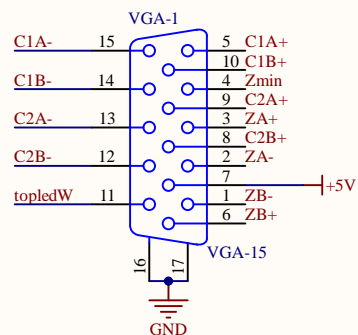 VGA-1
C1A- 15 5 C1A+
10 C1B+
C1B- 14 4 Zmin
9 C2A+
C2A- 13 3 ZA+
8 C2B+
C2B- 12 2 ZA-
7 +5V
topledW 11 1 ZB-
6 ZB+
VGA-15
16 17
GND